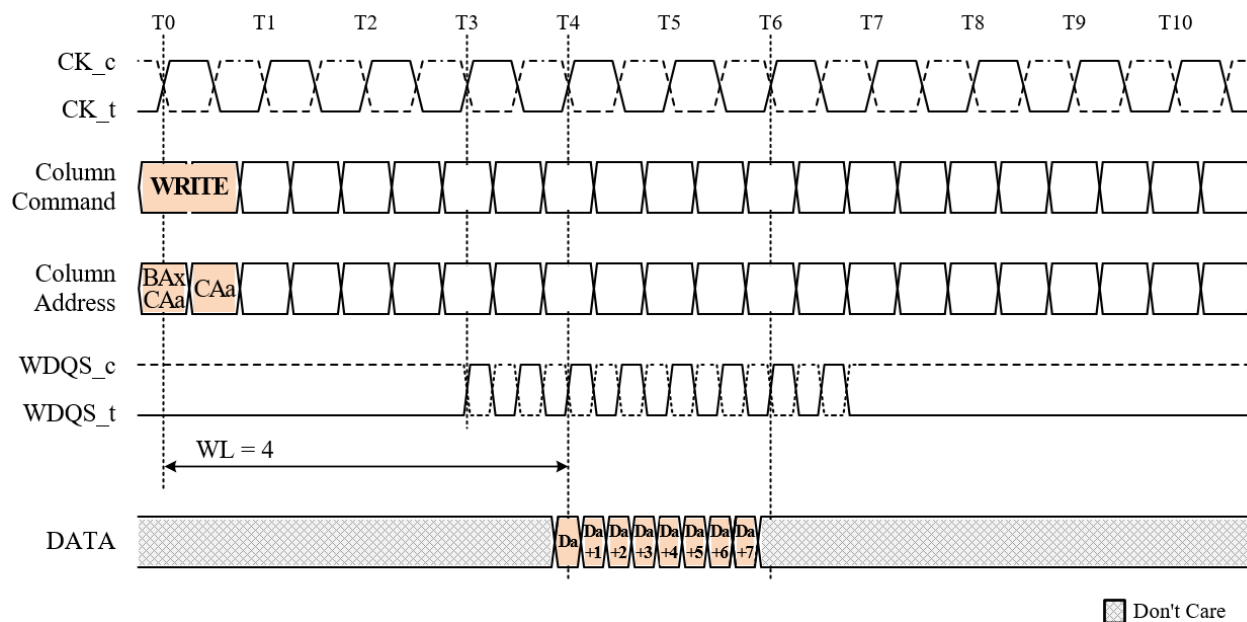 T0 T1 T2 T3 T4 T5 T6 T7 T8 T9 T10
CK_c
CK_t
Column
Command
WRITE
Column
Address
BAx
CAa
CAa
WDQS_c
WDQS_t
WL = 4
DATA
Da
Da
+1
Da
+2
Da
+3
Da
+4
Da
+5
Da
+6
Da
+7
Don't Care